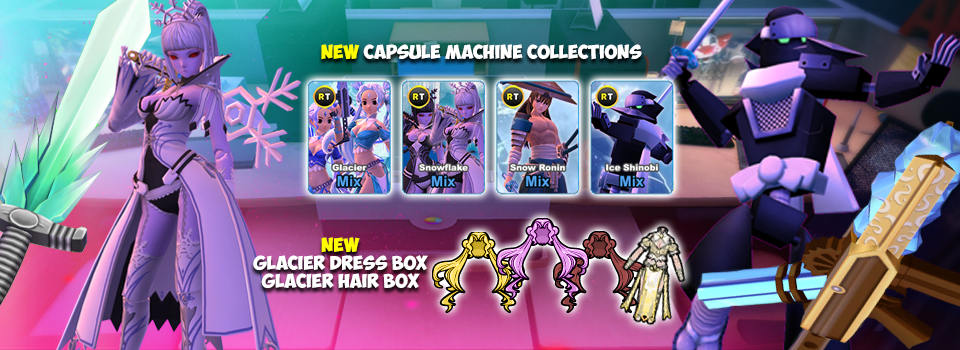 NEW CAPSULE MACHINE COLLECTIONS
RT
RT
RT
RT
Glacier
Mix
Snowflake
Mix
Snow Ronin
Mix
Ice Shinobi
Mix
NEW
GLACIER DRESS BOX
GLACIER HAIR BOX